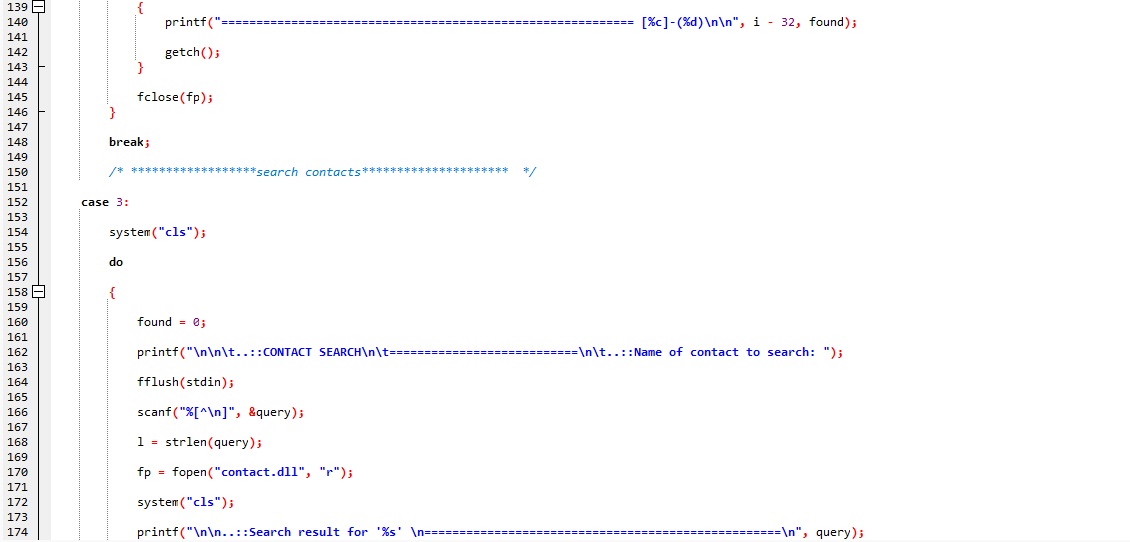 139 {
140 printf("=========================================================== [%c]-(%d)\n\n", i - 32, found);
141
142 getch();
143 }
144
145 fclose(fp);
146 }
147
148 break;
149
150 /* ******************search contacts********************* */
151
152 case 3:
153
154 system("cls");
155
156 do
157
158 {
159
160 found = 0;
161
162 printf("\n\n\t..::CONTACT SEARCH\n\t===========================\n\t..::Name of contact to search: ");
163
164 fflush(stdin);
165
166 scanf("%[^\n]", &query);
167
168 l = strlen(query);
169
170 fp = fopen("contact.dll", "r");
171
172 system("cls");
173
174 printf("\n\n..::Search result for '%s' \n===================================================\n", query);